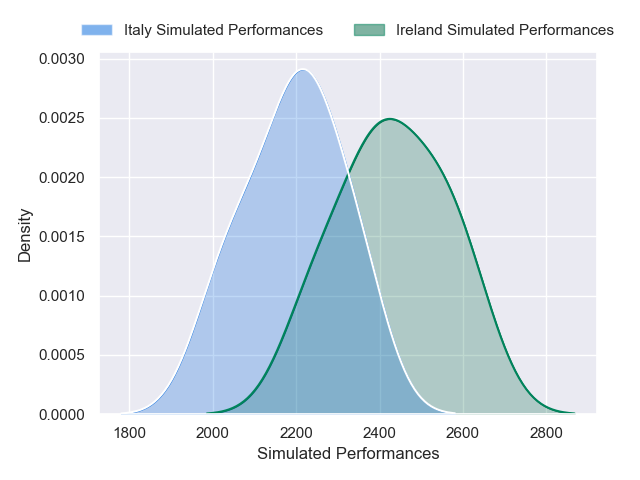 Italy Simulated Performances Ireland Simulated Performances
0.0030
0.0025
0.0020
0.0015
0.0010
0.0005
0.0000
Density
1800 2000 2200 2400 2600 2800
Simulated Performances